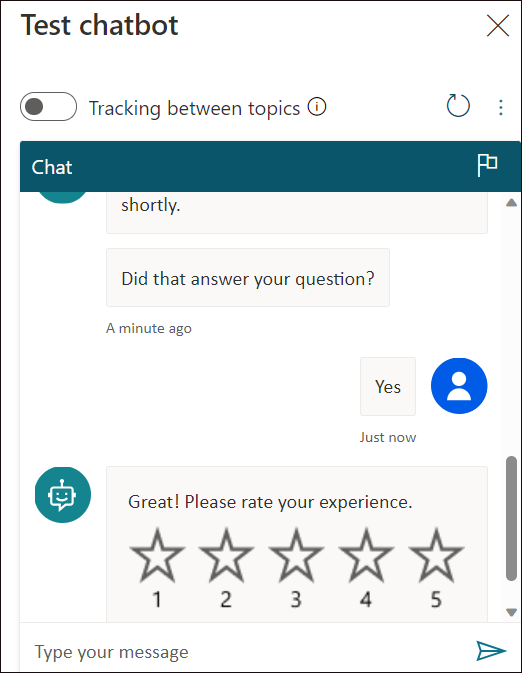 Test chatbot
Tracking between topics
Chat
shortly.
Did that answer your question?
A minute ago
Yes
Just now
Great! Please rate your experience.
1 2 3 4 5
Type your message